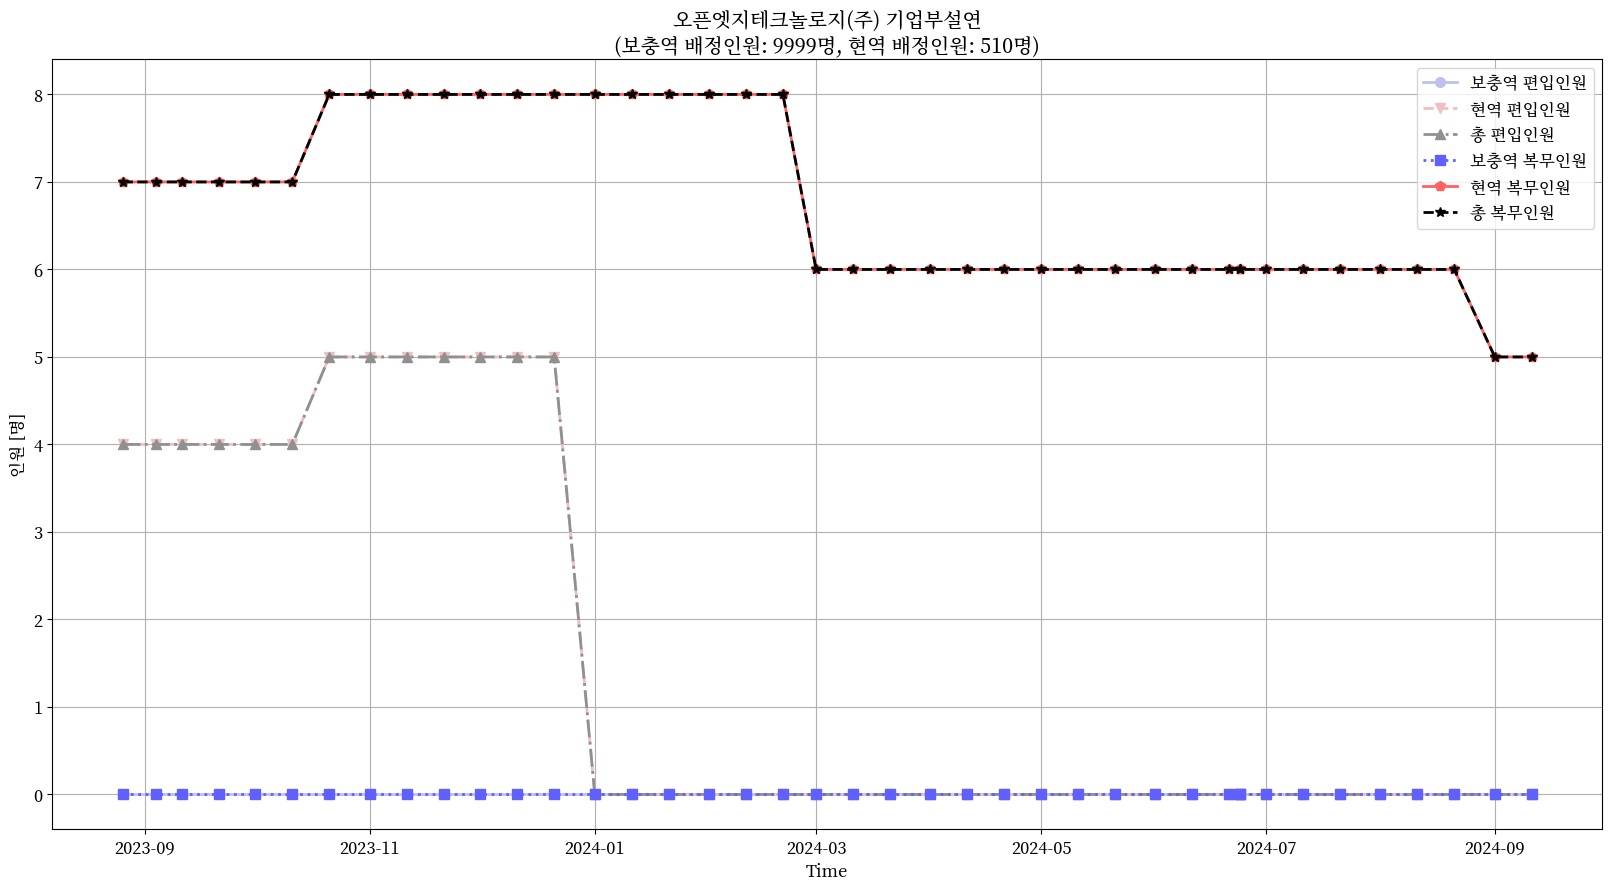 오픈엣지테크놀로지(주) 기업부설연
(보충역 배정인원: 9999명, 현역 배정인원: 510명)
보충역 편입인원
현역 편입인원
총 편입인원
보충역 복무인원
현역 복무인원
총 복무인원
인원 [명]
8
7
6
5
4
3
2
1
0
2023-09
2023-11
2024-01
2024-03
2024-05
2024-07
2024-09
Time